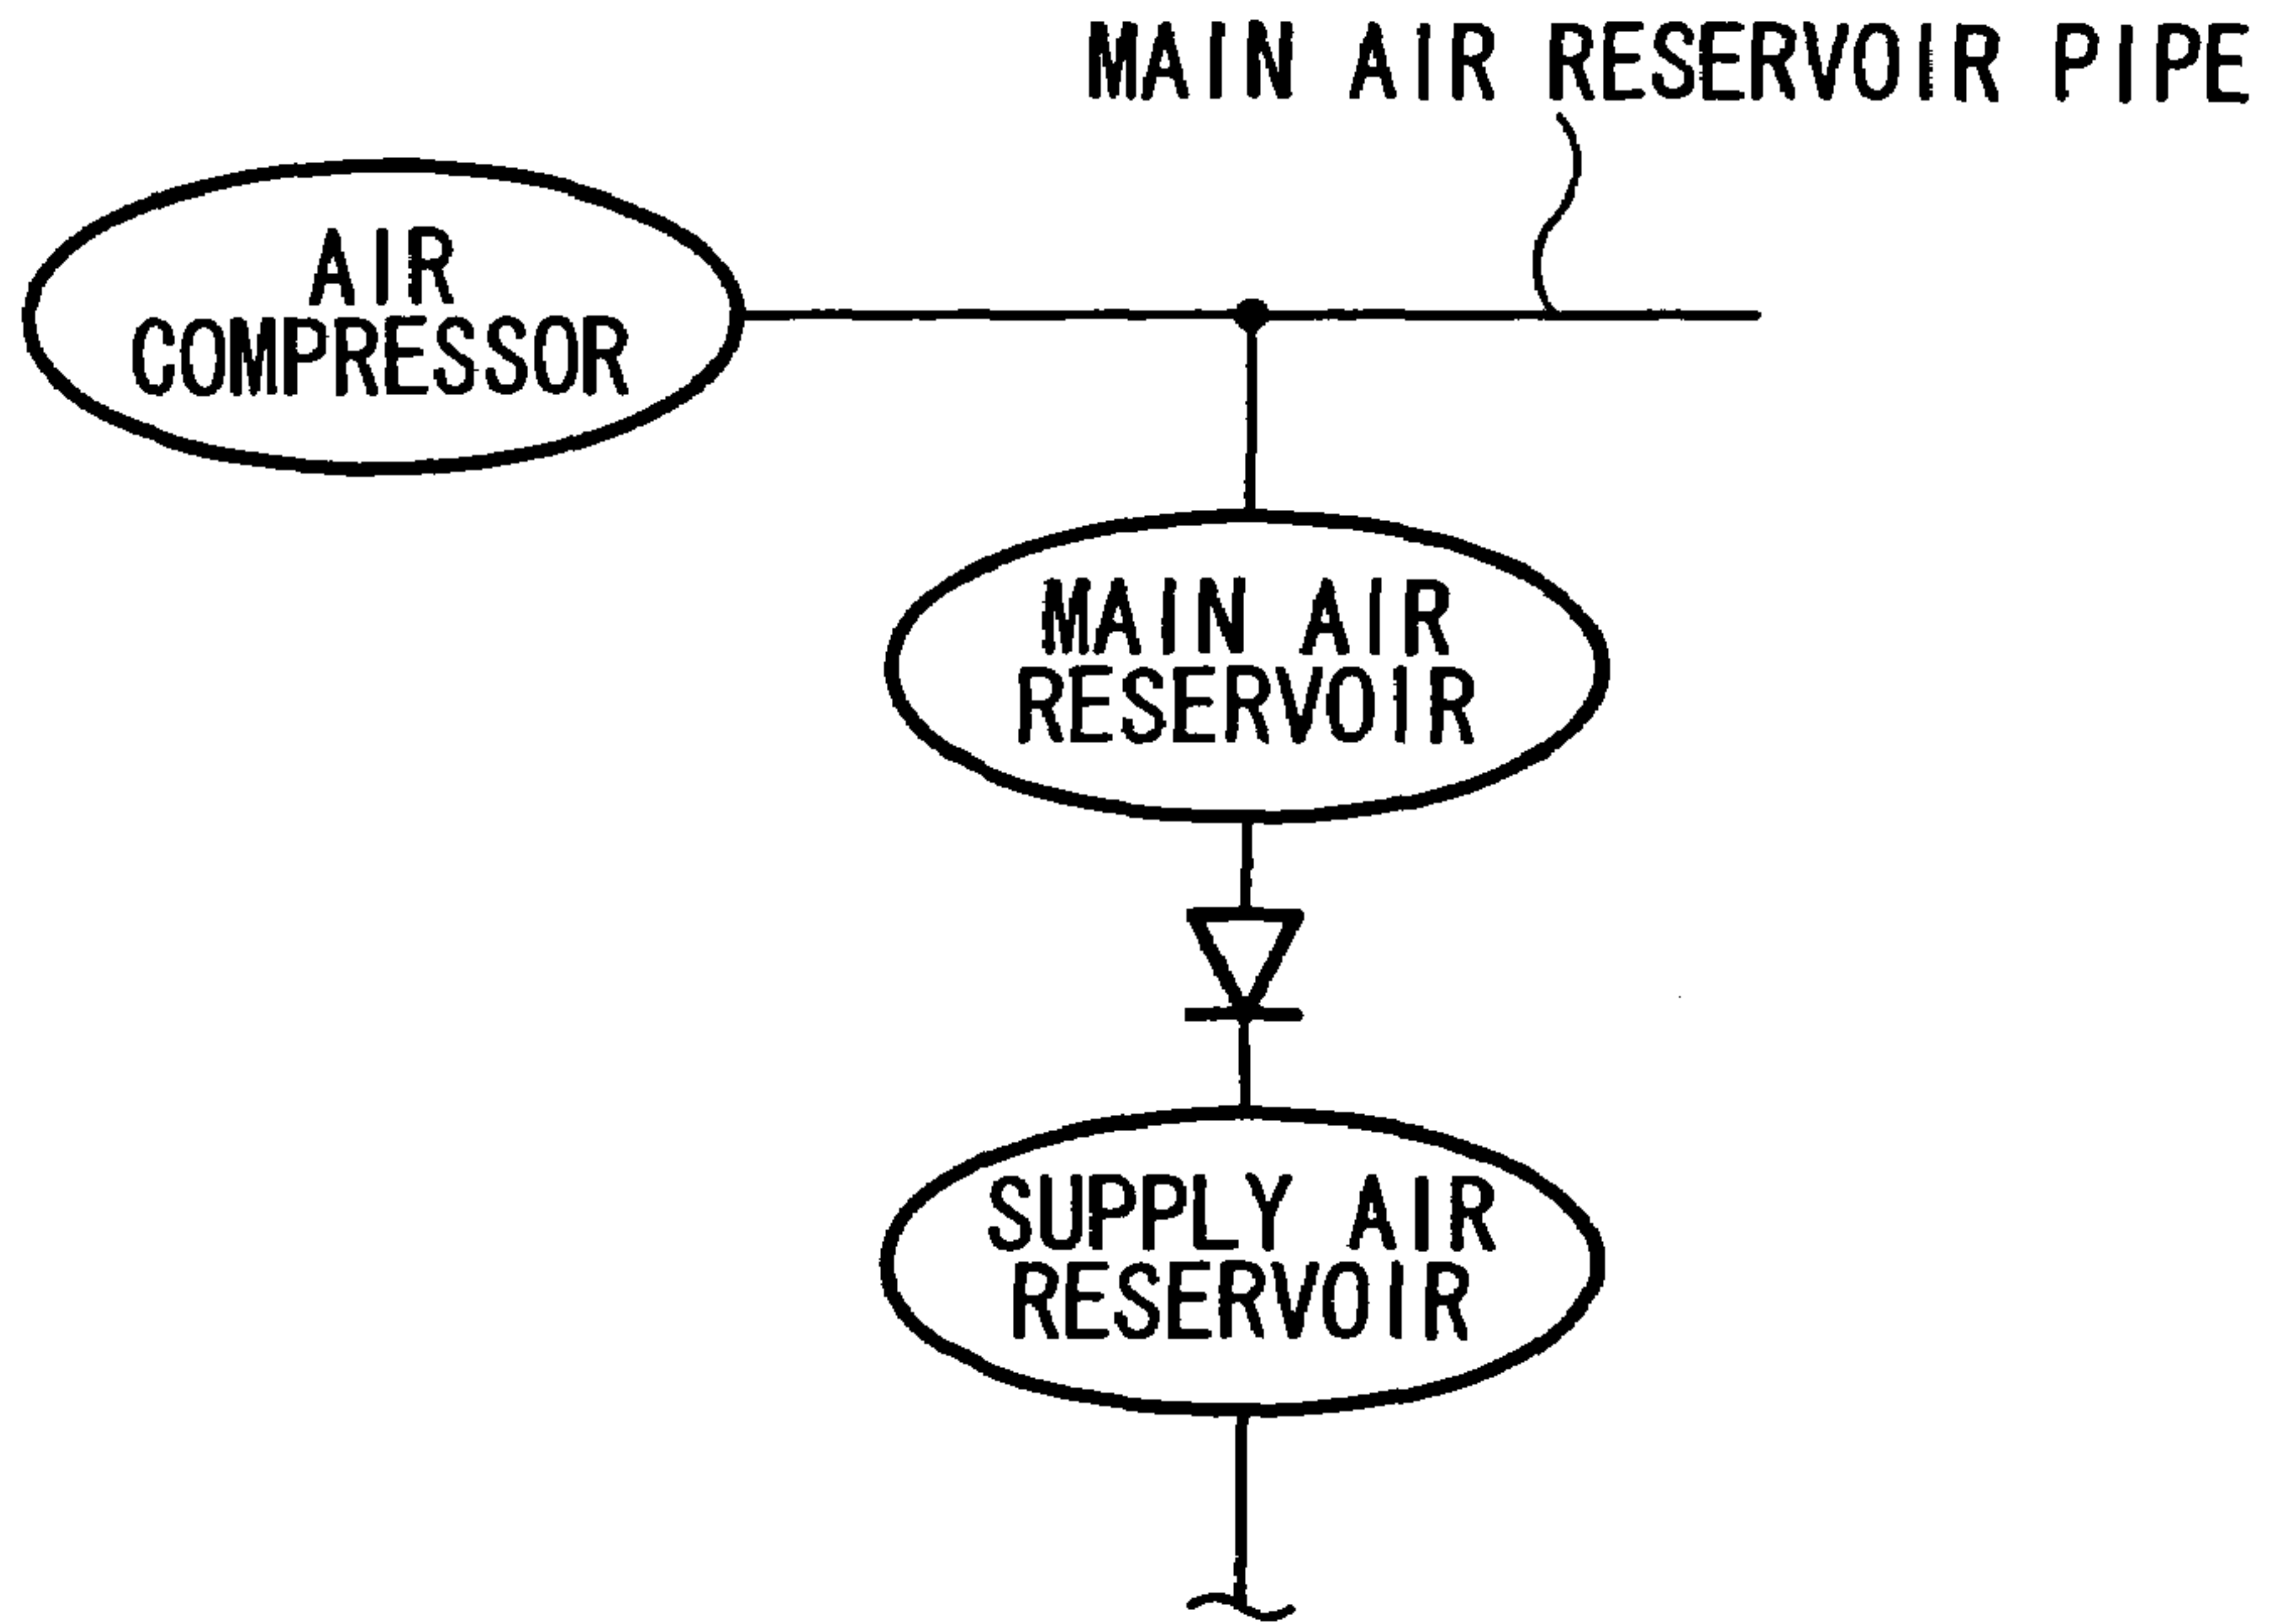 MAIN AIR RESERVOIR PIPE
AIR
COMPRESSOR
MAIN AIR
RESERVOIR
SUPPLY AIR
RESERVOIR